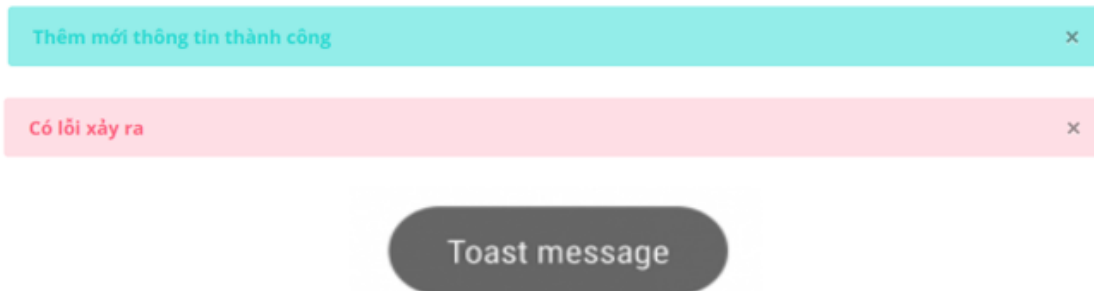 Thêm mới thông tin thành công ×
Có lỗi xảy ra ×
Toast message